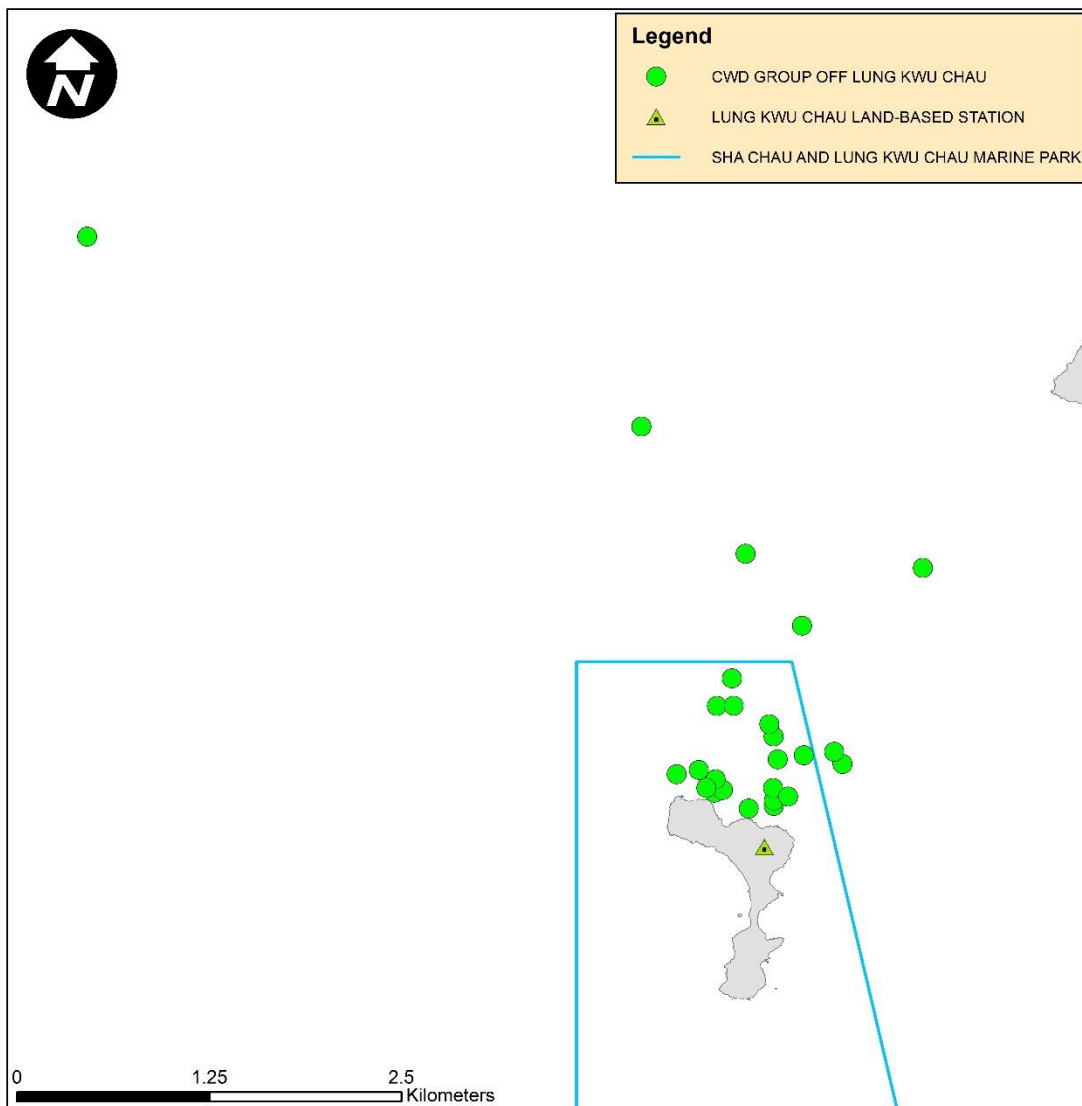 N
Legend
CWD GROUP OFF LUNG KWU CHAU
LUNG KWU CHAU LAND-BASED STATION
SHA CHAU AND LUNG KWU CHAU MARINE PARK
0 1.25 2.5
Kilometers